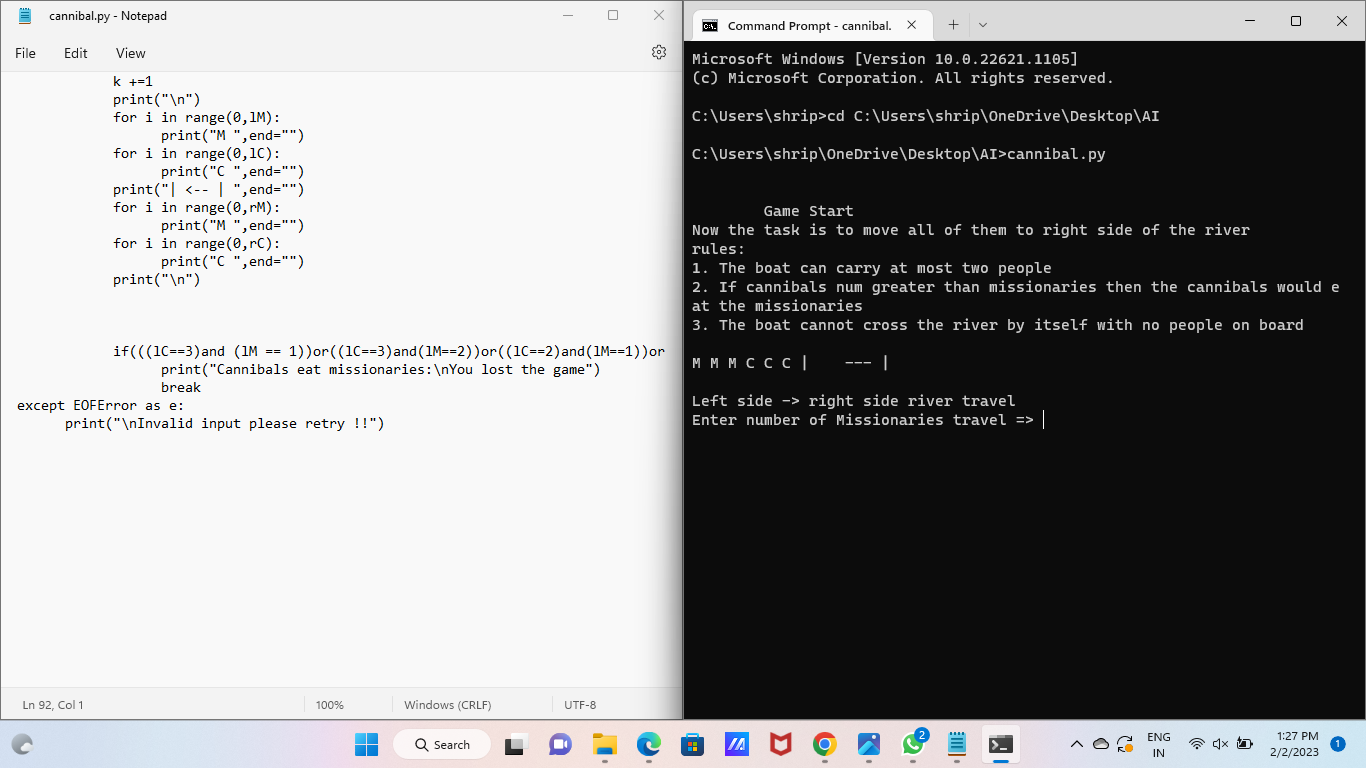 cannibal.py - Notepad
File Edit View
k +=1
print("\n")
for i in range(0,lM):
print("M ",end="")
for i in range(0,lC):
print("C ",end="")
print("| <-- | ",end="")
for i in range(0,rM):
print("M ",end="")
for i in range(0,rC):
print("C ",end="")
print("\n")
if(((lC==3)and (lM == 1))or((lC==3)and(lM==2))or((lC==2)and(lM==1))or
print("Cannibals eat missionaries:\nYou lost the game")
break
except EOFError as e:
print("\nInvalid input please retry !!")
Ln 92, Col 1 100% Windows (CRLF) UTF-8
Command Prompt - cannibal.
Microsoft Windows [Version 10.0.22621.1105]
(c) Microsoft Corporation. All rights reserved.
C:\Users\shrip>cd C:\Users\shrip\OneDrive\Desktop\AI
C:\Users\shrip\OneDrive\Desktop\AI>cannibal.py
Game Start
Now the task is to move all of them to right side of the river
rules:
1. The boat can carry at most two people
2. If cannibals num greater than missionaries then the cannibals would e
at the missionaries
3. The boat cannot cross the river by itself with no people on board
M M M C C C |    --- |
Left side -> right side river travel
Enter number of Missionaries travel =>
Search
2
ENG
IN
1:27 PM
2/2/2023
1